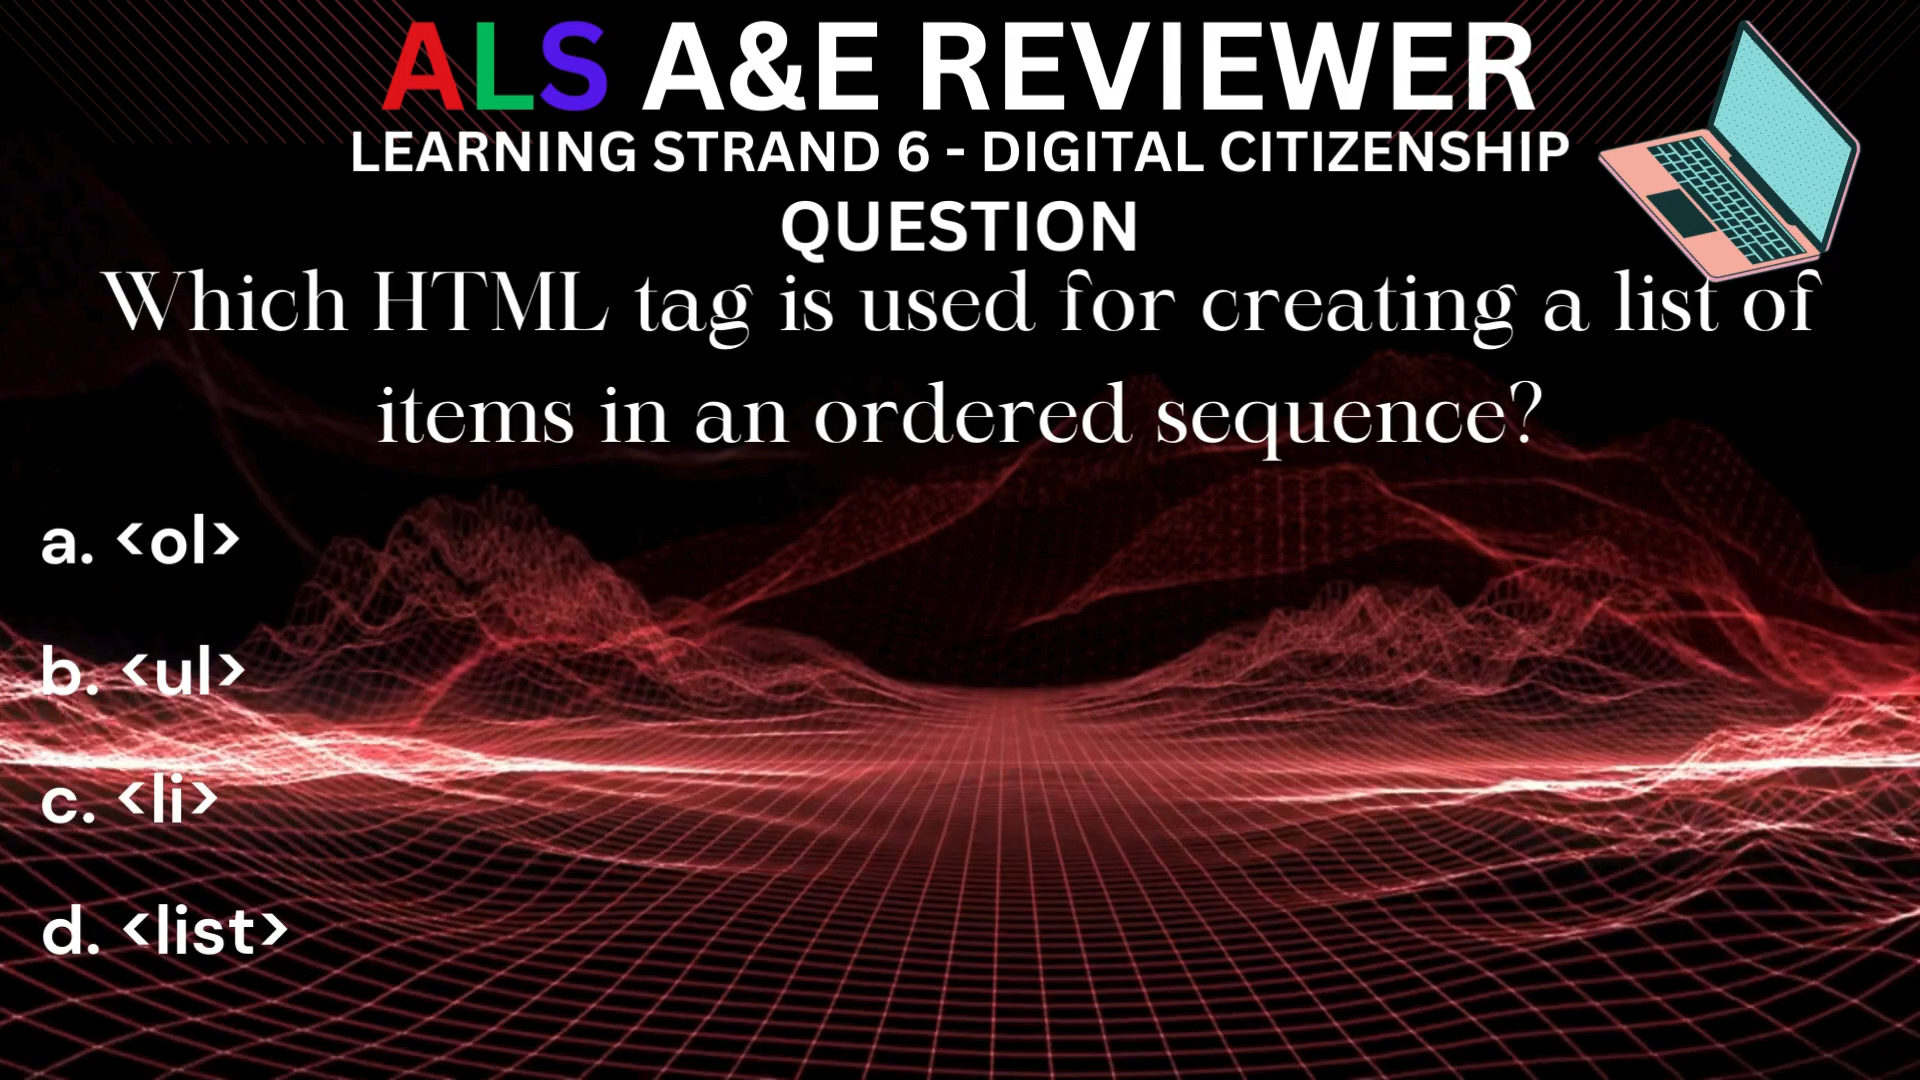 ALS A&E REVIEWER
LEARNING STRAND 6 - DIGITAL CITIZENSHIP
QUESTION
Which HTML tag is used for creating a list of
items in an ordered sequence?
a. <ol>
b. <ul>
c. <li>
d. <list>